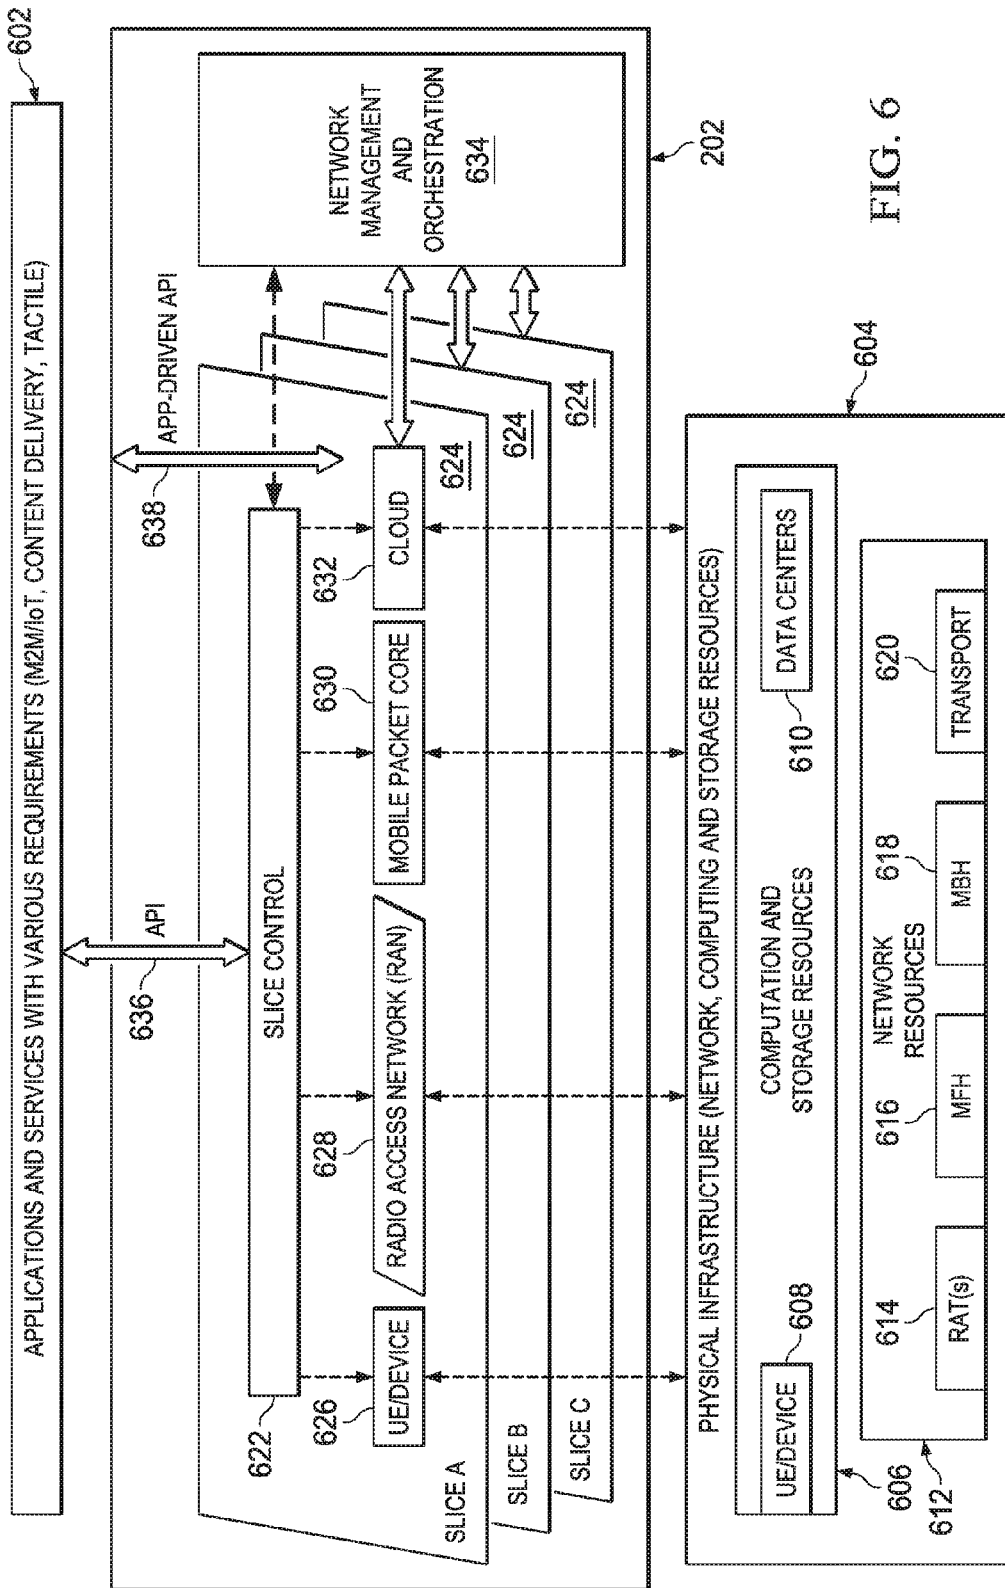 602
APPLICATIONS AND SERVICES WITH VARIOUS REQUIREMENTS (M2M/IoT, CONTENT DELIVERY, TACTILE)
636
API
638
APP-DRIVEN API
622
SLICE CONTROL
626
UE/DEVICE
628
RADIO ACCESS NETWORK (RAN)
630
MOBILE PACKET CORE
632
CLOUD
NETWORK
MANAGEMENT
AND
ORCHESTRATION
634
SLICE A
624
SLICE B
624
SLICE C
624
202
PHYSICAL INFRASTRUCTURE (NETWORK, COMPUTING AND STORAGE RESOURCES)
604
UE/DEVICE
608
COMPUTATION AND
STORAGE RESOURCES
610
DATA CENTERS
606
612
NETWORK
RESOURCES
614
RAT(s)
616
MFH
618
MBH
620
TRANSPORT
FIG. 6